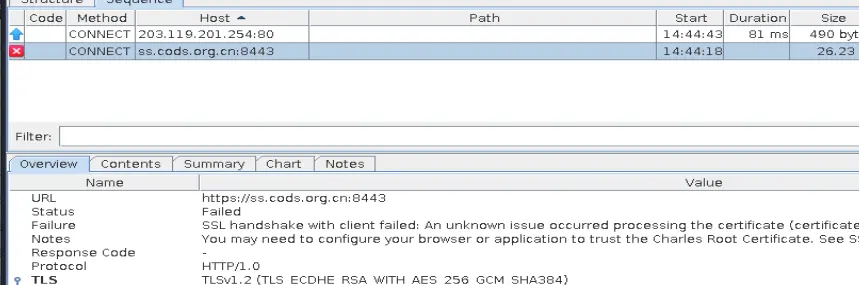 Structure Sequence
Code Method Host Path Start Duration Size
CONNECT 203.119.201.254:80 14:44:43 81 ms 490 byt
CONNECT ss.cods.org.cn:8443 14:44:18 26.23
Filter:
Overview Contents Summary Chart Notes
Name Value
URL https://ss.cods.org.cn:8443
Status Failed
Failure SSL handshake with client failed: An unknown issue occurred processing the certificate (certificate
Notes You may need to configure your browser or application to trust the Charles Root Certificate. See S
Response Code -
Protocol HTTP/1.0
TLS TLSv1.2 (TLS_ECDHE_RSA_WITH_AES_256_GCM_SHA384)